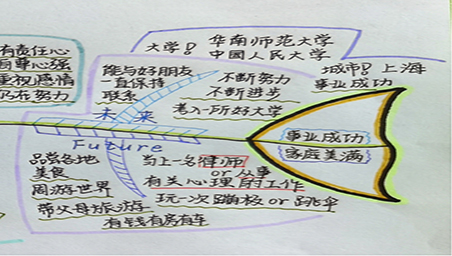 有责任心
自尊心强
重视感情
仍在努力
大学! 华南师范大学
中国人民大学
城市! 上海
事业成功
能与好朋友
一直保持
联系
不断努力
不断进步
考入一所好大学
未来
Future
事业成功
家庭美满
品尝各地
美食
周游世界
带父母旅游
有钱有房有车
当上一名律师
or 从事
有关心理的工作
玩一次蹦极 or 跳伞